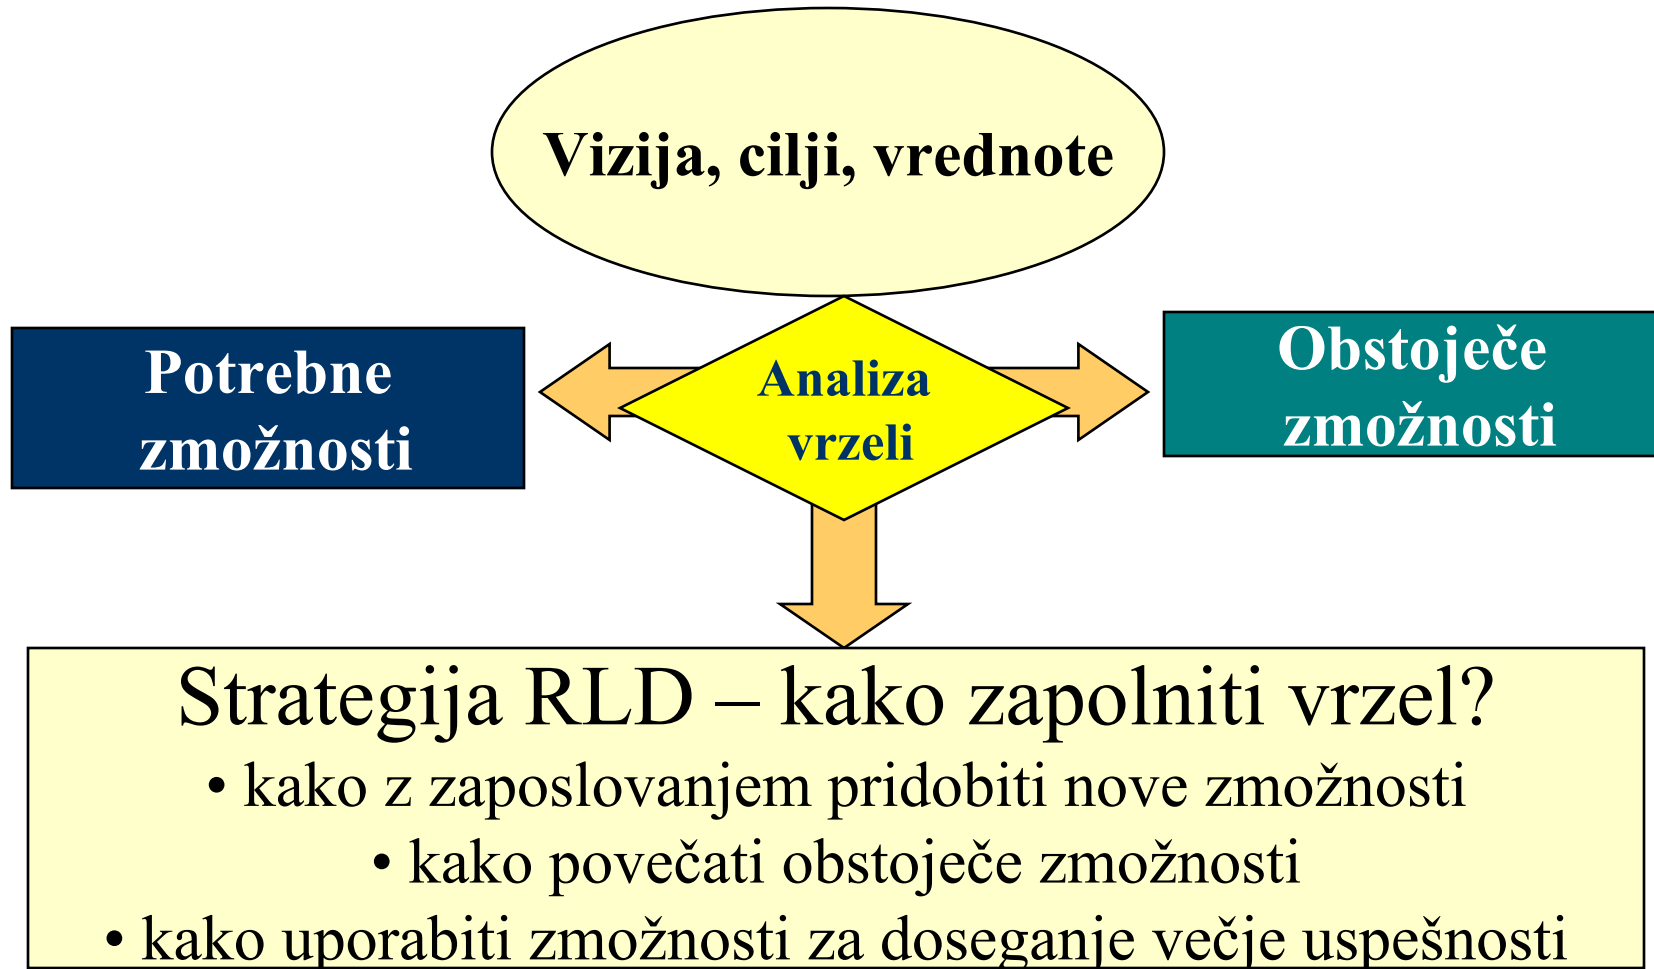 Vizija, cilji, vrednote
Potrebne
zmožnosti
Analiza
vrzeli
Obstoječe
zmožnosti
Strategija RLD – kako zapolniti vrzel?
• kako z zaposlovanjem pridobiti nove zmožnosti
• kako povečati obstoječe zmožnosti
• kako uporabiti zmožnosti za doseganje večje uspešnosti